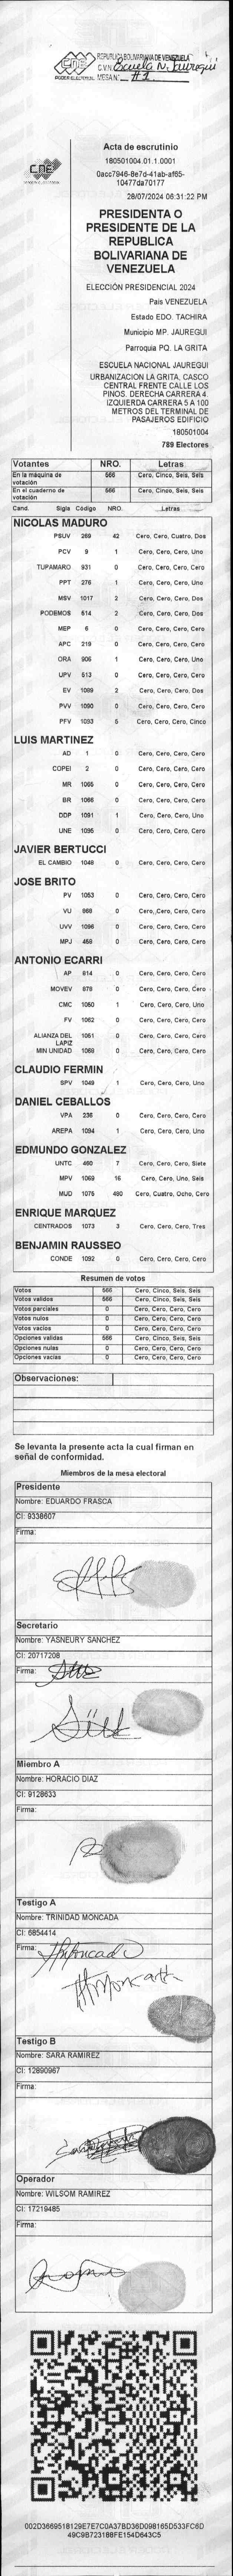 REPUBLICA BOLIVARIANA DE VENEZUELA
C.V.N. Escuela N. Jauregui
PODER ELECTORAL MESA N. #1
CNE
Acta de escrutinio
180501004.01.1.0001
0acc7946-8e7d-41ab-af65-
10477da70177
28/07/2024 06:31:22 PM
PRESIDENTA O
PRESIDENTE DE LA
REPUBLICA
BOLIVARIANA DE
VENEZUELA
ELECCIÓN PRESIDENCIAL 2024
País VENEZUELA
Estado EDO. TACHIRA
Municipio MP. JAUREGUI
Parroquia PQ. LA GRITA
ESCUELA NACIONAL JAUREGUI
URBANIZACION LA GRITA, CASCO
CENTRAL FRENTE CALLE LOS
PINOS. DERECHA CARRERA 4.
IZQUIERDA CARRERA 5 A 100
METROS DEL TERMINAL DE
PASAJEROS EDIFICIO
180501004
789 Electores
Votantes NRO. Letras
En la máquina de votación 566 Cero, Cinco, Seis, Seis
En el cuaderno de votación 566 Cero, Cinco, Seis, Seis
Cand. Sigla Codigo NRO. Letras
NICOLAS MADURO
PSUV 269 42 Cero, Cero, Cuatro, Dos
PCV 9 1 Cero, Cero, Cero, Uno
TUPAMARO 931 0 Cero, Cero, Cero, Cero
PPT 276 1 Cero, Cero, Cero, Uno
MSV 1017 2 Cero, Cero, Cero, Dos
PODEMOS 514 2 Cero, Cero, Cero, Dos
MEP 6 0 Cero, Cero, Cero, Cero
APC 219 0 Cero, Cero, Cero, Cero
ORA 906 1 Cero, Cero, Cero, Uno
UPV 513 0 Cero, Cero, Cero, Cero
EV 1089 2 Cero, Cero, Cero, Dos
PVV 1090 0 Cero, Cero, Cero, Cero
PFV 1093 5 Cero, Cero, Cero, Cinco
LUIS MARTINEZ
AD 1 0 Cero, Cero, Cero, Cero
COPEI 2 0 Cero, Cero, Cero, Cero
MR 1065 0 Cero, Cero, Cero, Cero
BR 1066 0 Cero, Cero, Cero, Cero
DDP 1091 1 Cero, Cero, Cero, Uno
UNE 1095 0 Cero, Cero, Cero, Cero
JAVIER BERTUCCI
EL CAMBIO 1048 0 Cero, Cero, Cero, Cero
JOSE BRITO
PV 1053 0 Cero, Cero, Cero, Cero
VU 868 0 Cero, Cero, Cero, Cero
UVV 1096 0 Cero, Cero, Cero, Cero
MPJ 458 0 Cero, Cero, Cero, Cero
ANTONIO ECARRI
AP 814 0 Cero, Cero, Cero, Cero
MOVEV 878 0 Cero, Cero, Cero, Cero
CMC 1050 1 Cero, Cero, Cero, Uno
FV 1062 0 Cero, Cero, Cero, Cero
ALIANZA DEL LAPIZ 1051 0 Cero, Cero, Cero, Cero
MIN UNIDAD 1069 0 Cero, Cero, Cero, Cero
CLAUDIO FERMIN
SPV 1049 1 Cero, Cero, Cero, Uno
DANIEL CEBALLOS
VPA 236 0 Cero, Cero, Cero, Cero
AREPA 1094 1 Cero, Cero, Cero, Uno
EDMUNDO GONZALEZ
UNTC 460 7 Cero, Cero, Cero, Siete
MPV 1069 16 Cero, Cero, Uno, Seis
MUD 1075 480 Cero, Cuatro, Ocho, Cero
ENRIQUE MARQUEZ
CENTRADOS 1073 3 Cero, Cero, Cero, Tres
BENJAMIN RAUSSEO
CONDE 1092 0 Cero, Cero, Cero, Cero
Resumen de votos
Votos 566 Cero, Cinco, Seis, Seis
Votos validos 566 Cero, Cinco, Seis, Seis
Votos parciales 0 Cero, Cero, Cero, Cero
Votos nulos 0 Cero, Cero, Cero, Cero
Votos vacios 0 Cero, Cero, Cero, Cero
Opciones validas 566 Cero, Cinco, Seis, Seis
Opciones nulas 0 Cero, Cero, Cero, Cero
Opciones vacias 0 Cero, Cero, Cero, Cero
Observaciones:
Se levanta la presente acta la cual firman en
señal de conformidad.
Miembros de la mesa electoral
Presidente
Nombre: EDUARDO FRASCA
CI: 9338607
Firma:
Secretario
Nombre: YASNEURY SANCHEZ
CI: 20717208
Firma:
Miembro A
Nombre: HORACIO DIAZ
CI: 9128633
Firma:
Testigo A
Nombre: TRINIDAD MONCADA
CI: 6854414
Firma:
Testigo B
Nombre: SARA RAMIREZ
CI: 12890967
Firma:
Operador
Nombre: WILSOM RAMIREZ
CI: 17219485
Firma:
002D3669518129E7E7C0A37BD36D098165D533FC6D
49C9B723188FE154D643C5